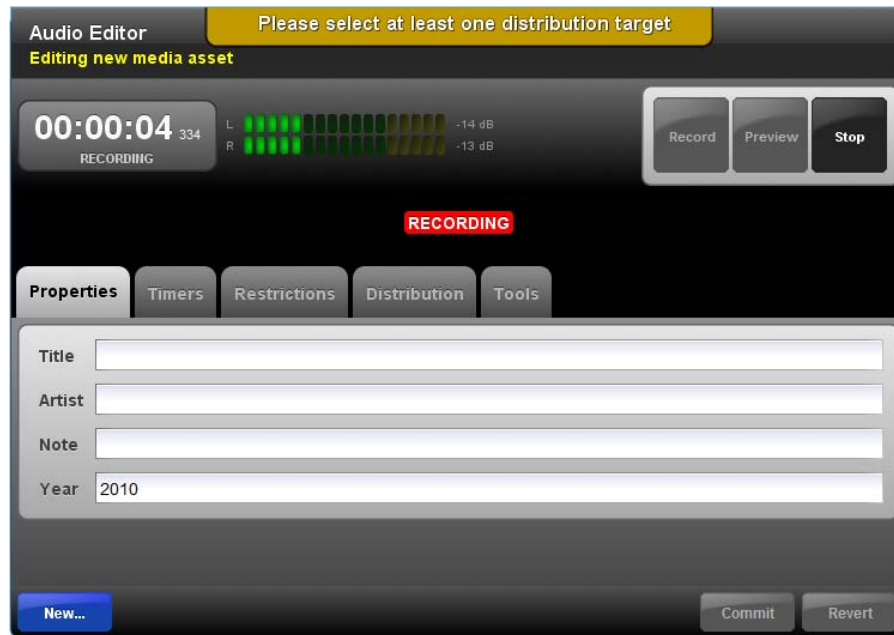 Please select at least one distribution target
Audio Editor
Editing new media asset
00:00:04 334
RECORDING
L -14 dB
R -13 dB
Record Preview Stop
RECORDING
Properties Timers Restrictions Distribution Tools
Title
Artist
Note
Year 2010
New... Commit Revert